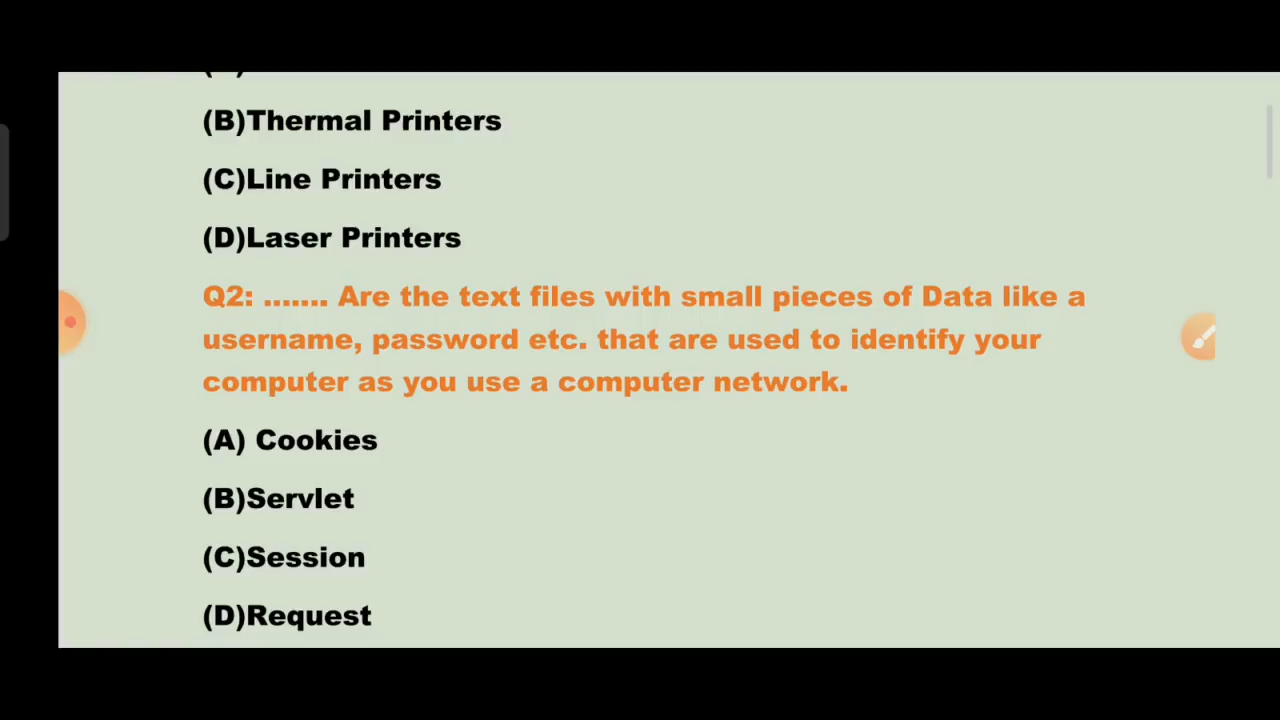 (B)Thermal Printers
(C)Line Printers
(D)Laser Printers
Q2: ....... Are the text files with small pieces of Data like a
username, password etc. that are used to identify your
computer as you use a computer network.
(A) Cookies
(B)Servlet
(C)Session
(D)Request